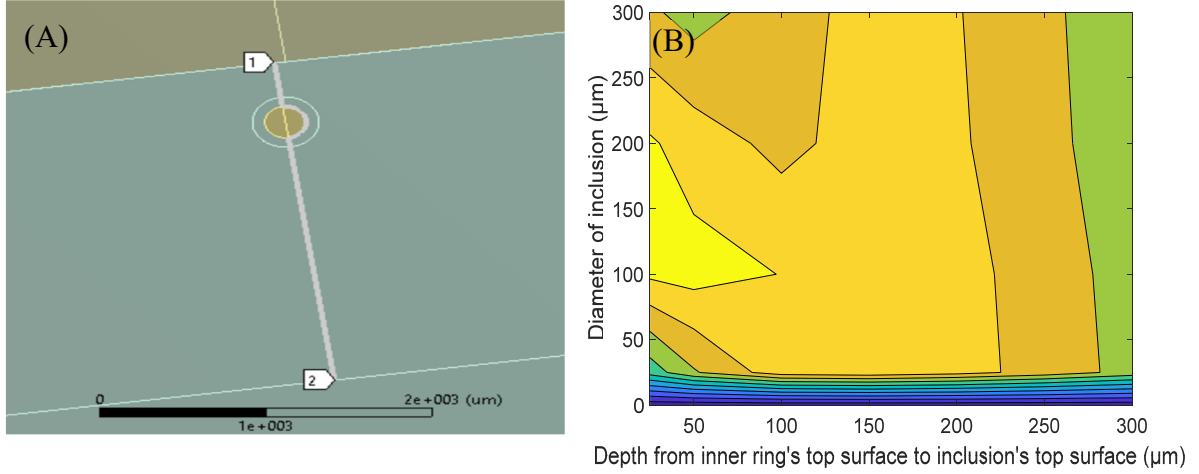 (A)
1
2
0
2e+003 (um)
1e+003
(B)
300
250
200
150
100
50
0
Diameter of inclusion (µm)
50 100 150 200 250 300
Depth from inner ring's top surface to inclusion's top surface (µm)